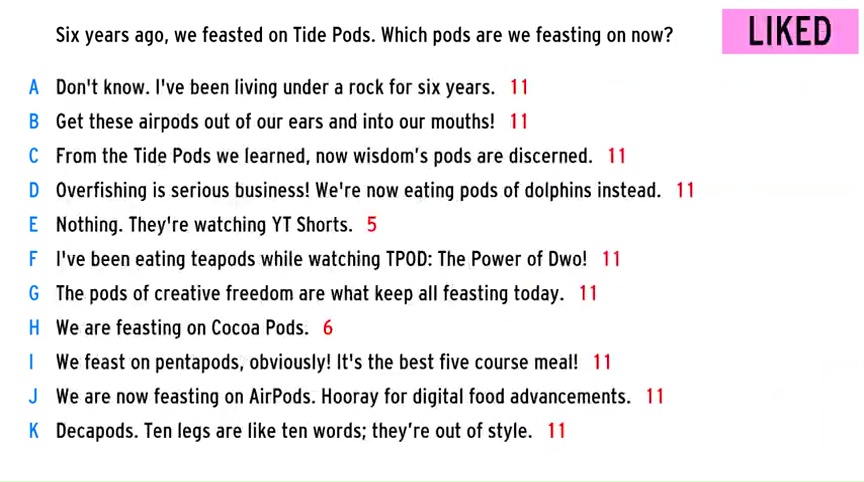 Six years ago, we feasted on Tide Pods. Which pods are we feasting on now?
LIKED
A Don't know. I've been living under a rock for six years. 11
B Get these airpods out of our ears and into our mouths! 11
C From the Tide Pods we learned, now wisdom’s pods are discerned. 11
D Overfishing is serious business! We're now eating pods of dolphins instead. 11
E Nothing. They're watching YT Shorts. 5
F I've been eating teapods while watching TPOD: The Power of Dwo! 11
G The pods of creative freedom are what keep all feasting today. 11
H We are feasting on Cocoa Pods. 6
I We feast on pentapods, obviously! It's the best five course meal! 11
J We are now feasting on AirPods. Hooray for digital food advancements. 11
K Decapods. Ten legs are like ten words; they’re out of style. 11